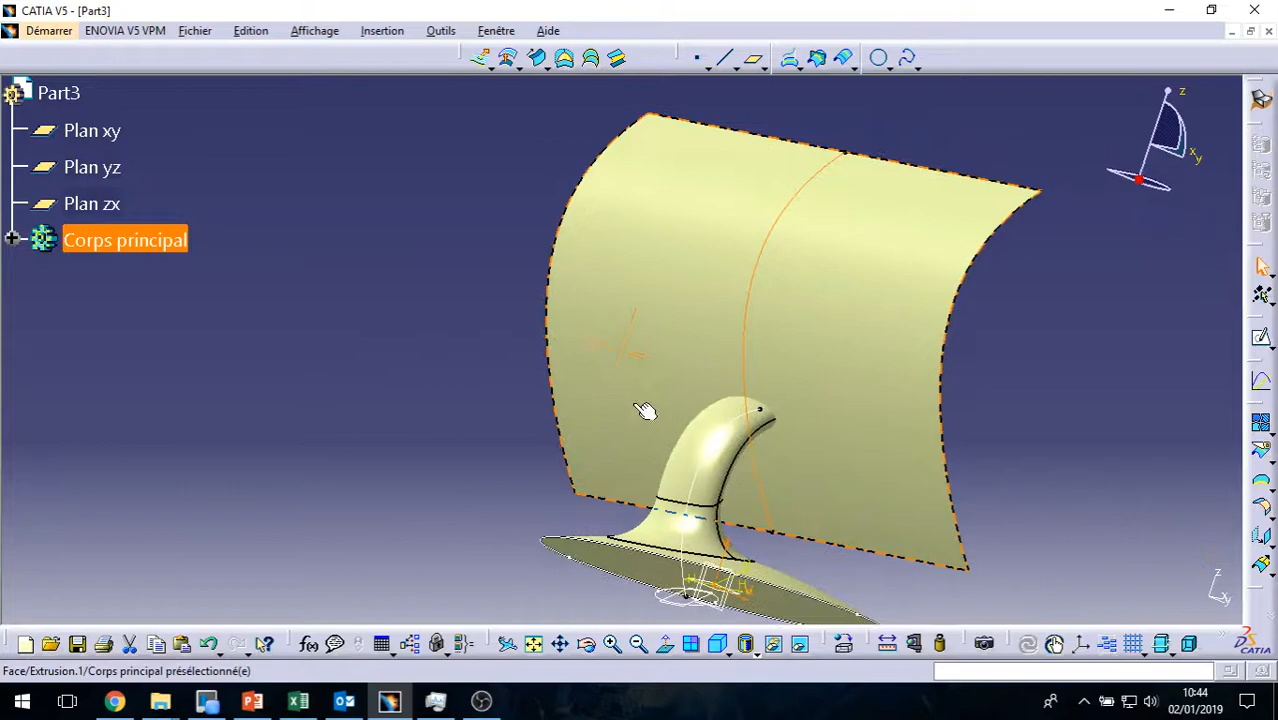 CATIA V5 - [Part3]
Démarrer ENOVIA V5 VPM Fichier Edition Affichage Insertion Outils Fenêtre Aide
Part3
Plan xy
Plan yz
Plan zx
Corps principal
z
x
y
H
H
z
x y
f(x)
CATIA
Face/Extrusion.1/Corps principal présélectionné(e)
10:44
02/01/2019